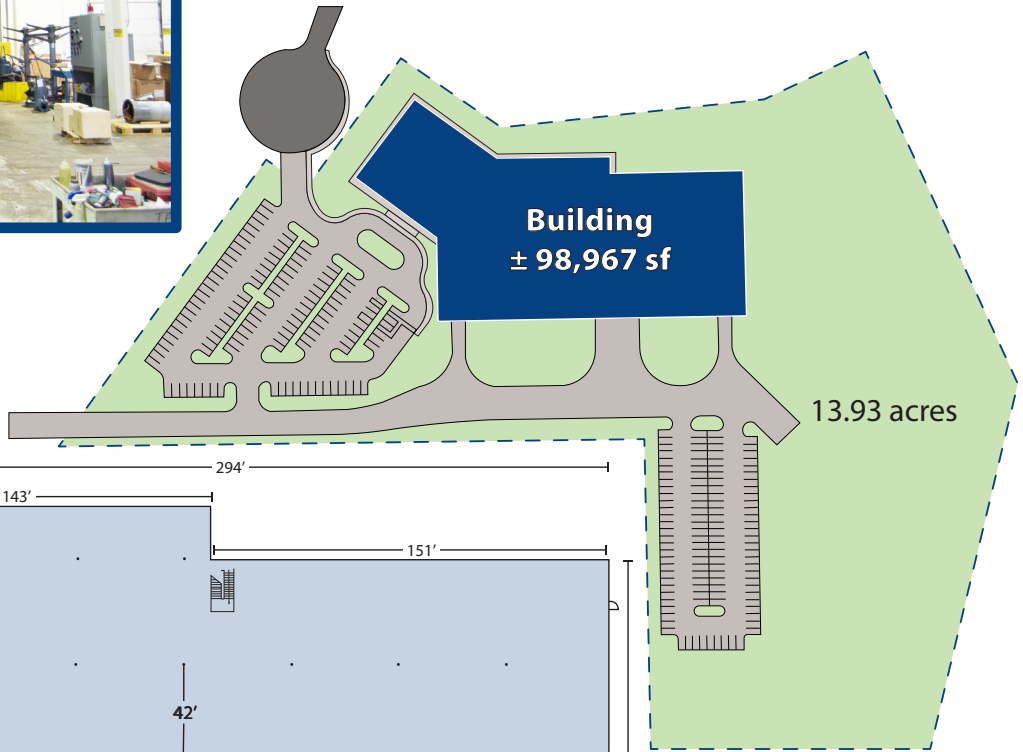 Building
± 98,967 sf
13.93 acres
294’
143’
151’
42’